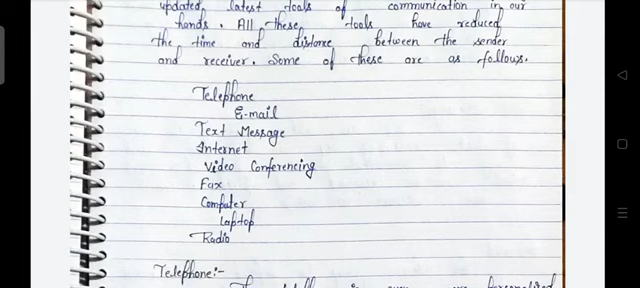 updated, latest tools of communication in our
hands. All these, tools have reduced
the time and distance between the sender
and receiver. Some of these are as follows.
Telephone
E-mail
Text Message
Internet
Video Conferencing
Fax
Computer
Laptop
Radio
Telephone:-
personalized